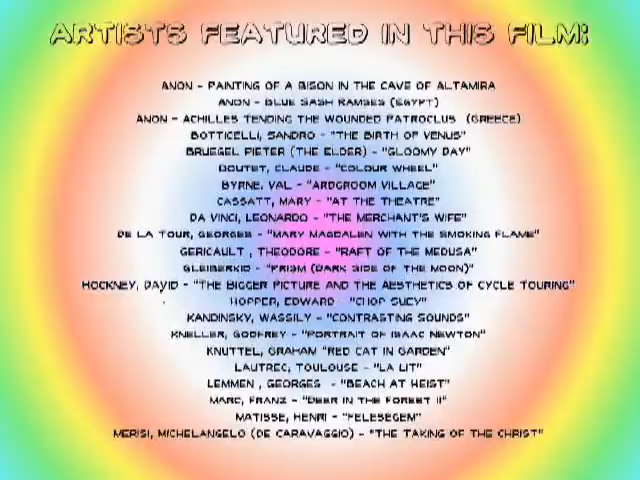 ARTISTS FEATURED IN THIS FILM:
ANON - PAINTING OF A BISON IN THE CAVE OF ALTAMIRA
ANON - BLUE SASH RAMSES (EGYPT)
ANON - ACHILLES TENDING THE WOUNDED PATROCLUS (GREECE)
BOTTICELLI, SANDRO - "THE BIRTH OF VENUS"
BRUEGEL PIETER (THE ELDER) - "GLOOMY DAY"
BOUTET, CLAUDE - "COLOUR WHEEL"
BYRNE, VAL - "ARDGROOM VILLAGE"
CASSATT, MARY - "AT THE THEATRE"
DA VINCI, LEONARDO - "THE MERCHANT'S WIFE"
DE LA TOUR, GEORGES - "MARY MAGDALEN WITH THE SMOKING FLAME"
GERICAULT , THEODORE - "RAFT OF THE MEDUSA"
GLEIBERKID - "PRISM (DARK SIDE OF THE MOON)"
HOCKNEY, DAVID - "THE BIGGER PICTURE AND THE AESTHETICS OF CYCLE TOURING"
HOPPER, EDWARD - "CHOP SUEY"
KANDINSKY, WASSILY - "CONTRASTING SOUNDS"
KNELLER, GODFREY - "PORTRAIT OF ISAAC NEWTON"
KNUTTEL, GRAHAM "RED CAT IN GARDEN"
LAUTREC, TOULOUSE - "LA LIT"
LEMMEN , GEORGES - "BEACH AT HEIST"
MARC, FRANZ - "DEER IN THE FOREST II"
MATISSE, HENRI - "FELESEGEM"
MERISI, MICHELANGELO (DE CARAVAGGIO) - "THE TAKING OF THE CHRIST"